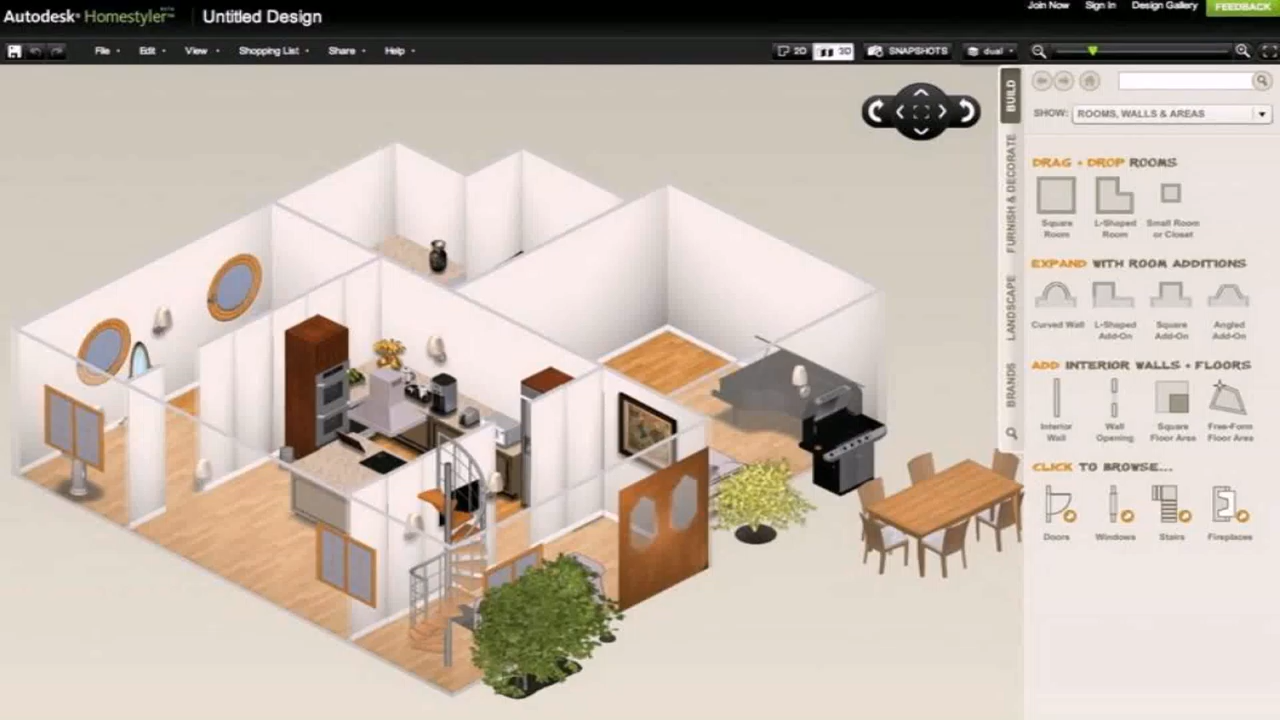 Autodesk® Homestyler™ BETA Untitled Design
Join Now Sign In Design Gallery FEEDBACK
File Edit View Shopping List Share Help
2D 3D SNAPSHOTS dual
BUILD
FURNISH & DECORATE
LANDSCAPE
BRANDS
SHOW: ROOMS, WALLS & AREAS
DRAG + DROP ROOMS
Square Room
L-Shaped Room
Small Room or Closet
EXPAND WITH ROOM ADDITIONS
Curved Wall
L-Shaped Add-On
Square Add-On
Angled Add-On
ADD INTERIOR WALLS + FLOORS
Interior Wall
Wall Opening
Square Floor Area
Free-Form Floor Area
CLICK TO BROWSE...
Doors Windows Stairs Fireplaces